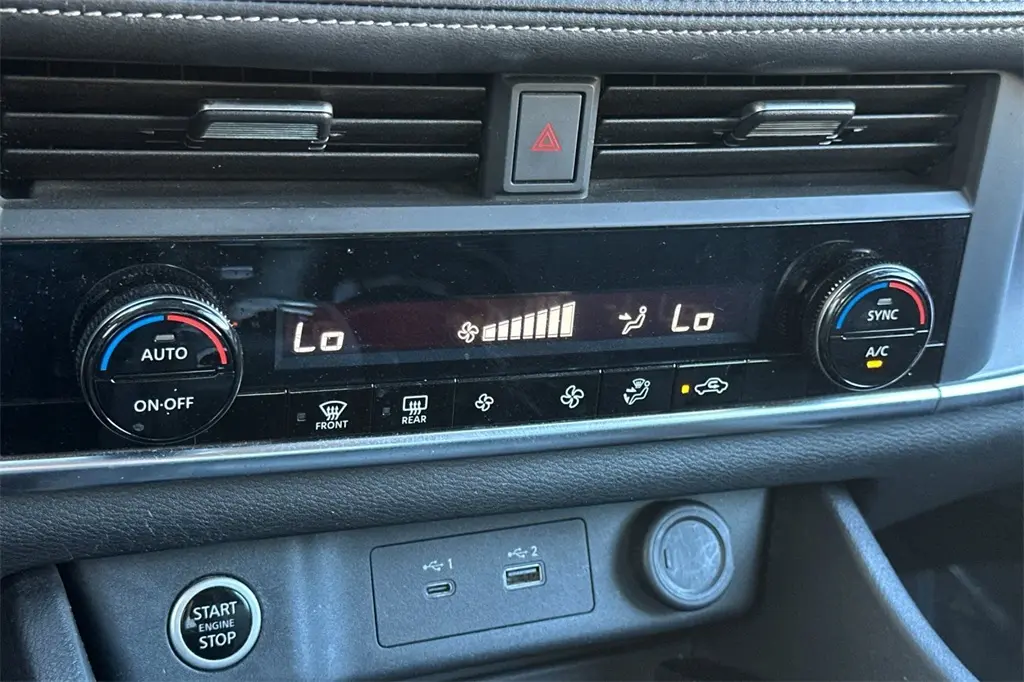 Lo
Lo
AUTO
ON·OFF
SYNC
A/C
FRONT
REAR
1
2
START
ENGINE
STOP